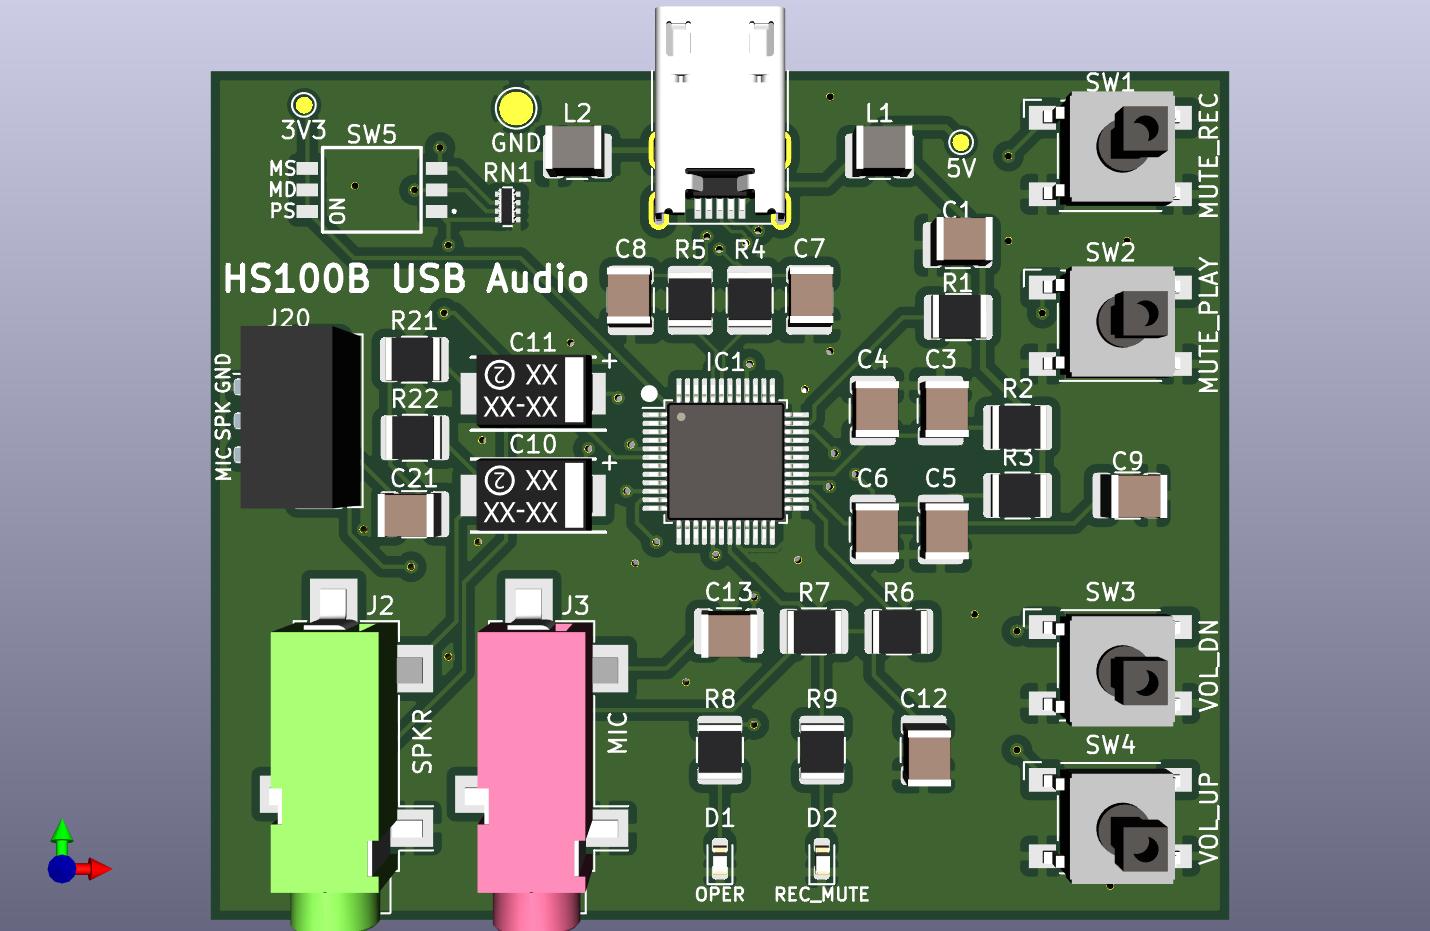 SW1
MUTE_REC
3V3
GND
L2
L1
5V
SW5
MS
MD
PS
ON
RN1
C1
SW2
MUTE_PLAY
HS100B USB Audio
C8
R5
R4
C7
R1
J20
GND
SPK
MIC
R21
C11
+
2 XX
XX-XX
IC1
C4
C3
R2
R22
C10
+
2 XX
XX-XX
R3
C21
C6
C5
C9
J2
J3
C13
R7
R6
SW3
VOL_DN
SPKR
MIC
R8
R9
C12
SW4
VOL_UP
D1
D2
OPER
REC_MUTE